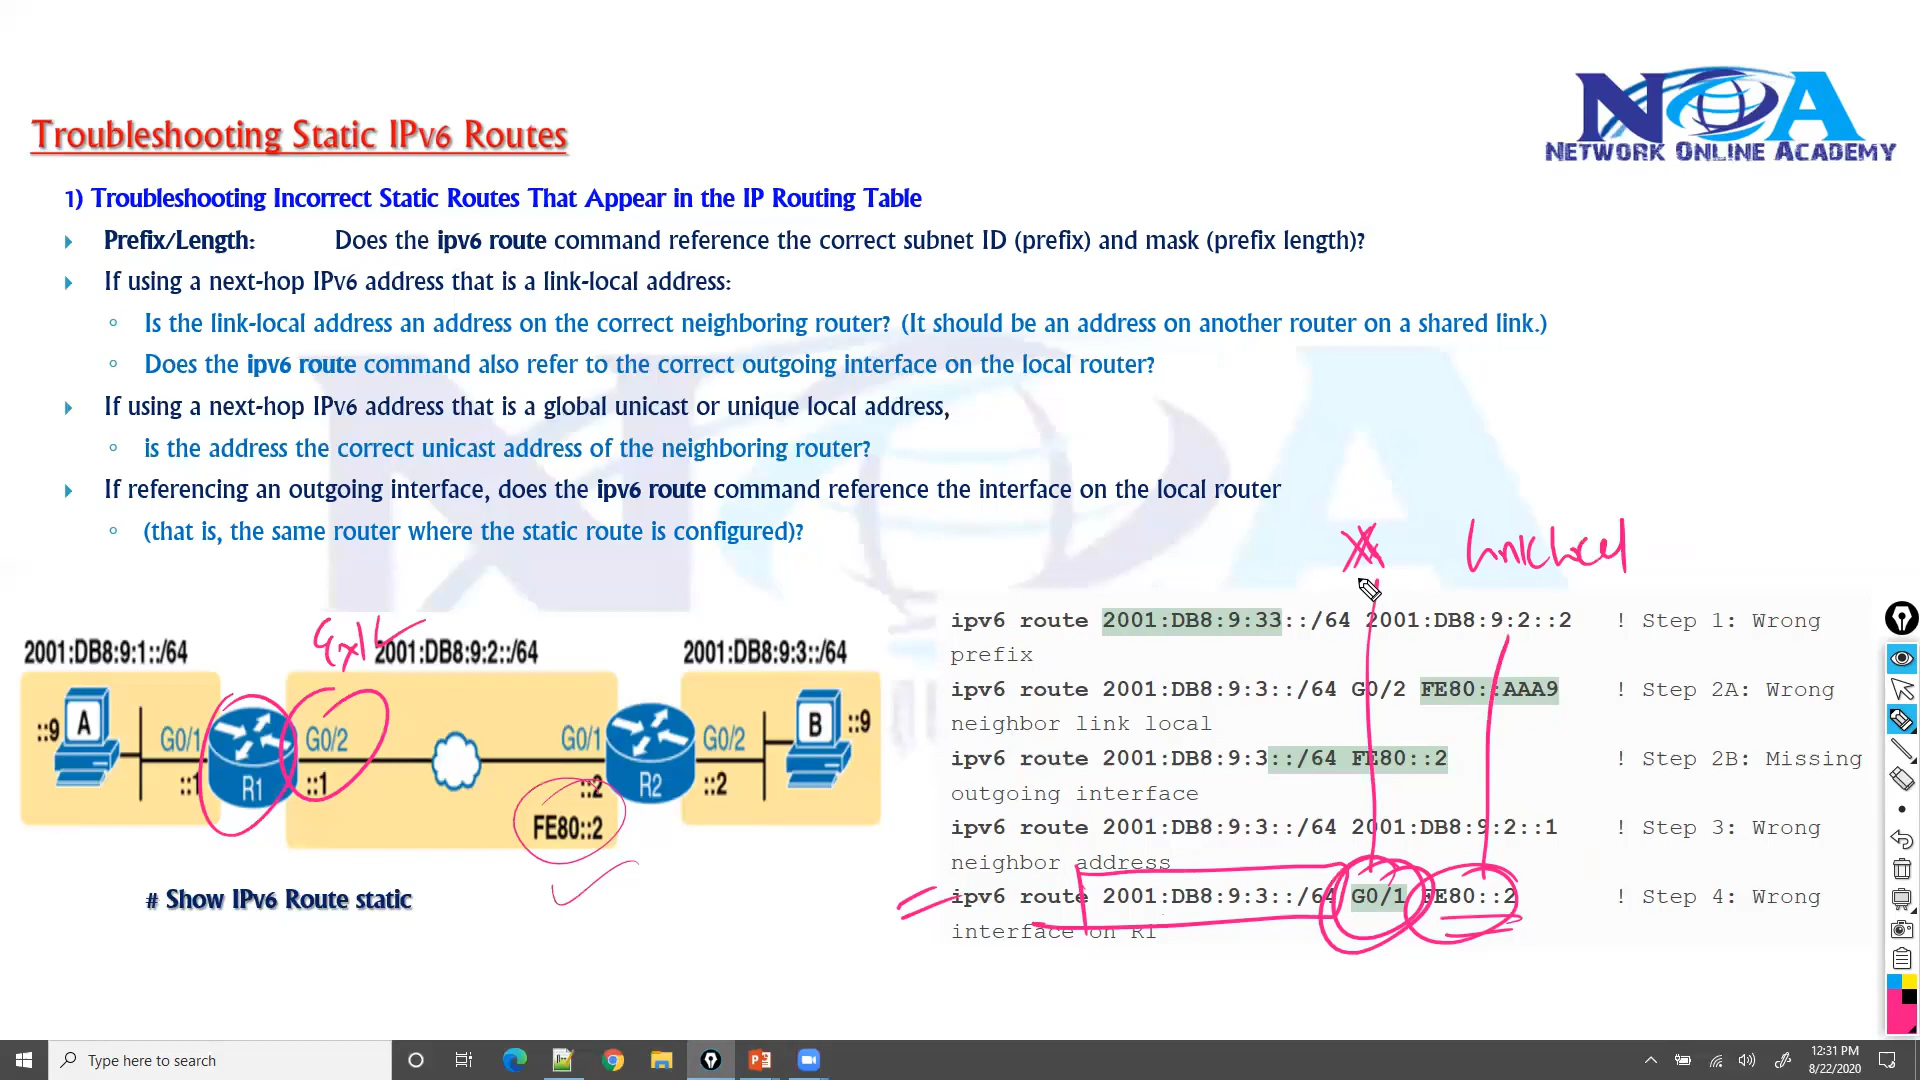 NOA
NETWORK ONLINE ACADEMY
Troubleshooting Static IPv6 Routes
1) Troubleshooting Incorrect Static Routes That Appear in the IP Routing Table
Prefix/Length: Does the ipv6 route command reference the correct subnet ID (prefix) and mask (prefix length)?
If using a next-hop IPv6 address that is a link-local address:
Is the link-local address an address on the correct neighboring router? (It should be an address on another router on a shared link.)
Does the ipv6 route command also refer to the correct outgoing interface on the local router?
If using a next-hop IPv6 address that is a global unicast or unique local address,
is the address the correct unicast address of the neighboring router?
If referencing an outgoing interface, does the ipv6 route command reference the interface on the local router
(that is, the same router where the static route is configured)?
Exit
2001:DB8:9:1::/64 2001:DB8:9:2::/64 2001:DB8:9:3::/64
::9 A G0/1 G0/2 G0/1 G0/2 B ::9
::1 R1 ::1 ::2 R2 ::2
FE80::2
# Show IPv6 Route static
link local
ipv6 route 2001:DB8:9:33::/64 2001:DB8:9:2::2 ! Step 1: Wrong
prefix
ipv6 route 2001:DB8:9:3::/64 G0/2 FE80::AAA9 ! Step 2A: Wrong
neighbor link local
ipv6 route 2001:DB8:9:3::/64 FE80::2 ! Step 2B: Missing
outgoing interface
ipv6 route 2001:DB8:9:3::/64 2001:DB8:9:2::1 ! Step 3: Wrong
neighbor address
ipv6 route 2001:DB8:9:3::/64 G0/1 FE80::2 ! Step 4: Wrong
interface on R1
Type here to search
12:31 PM
8/22/2020